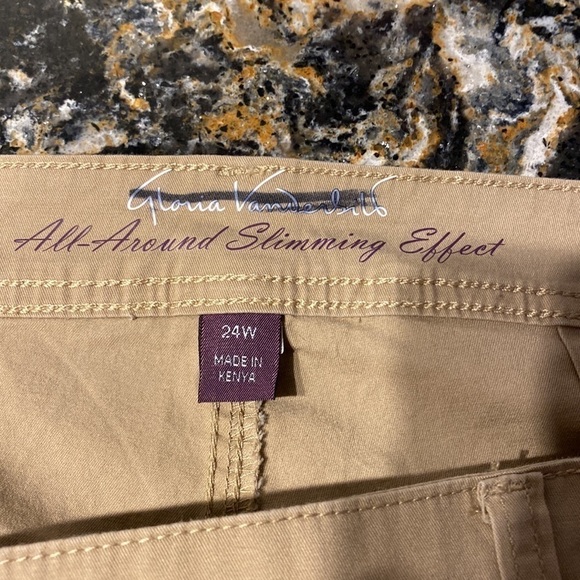 Gloria Vanderbilt
All-Around Slimming Effect
24W
MADE IN
KENYA